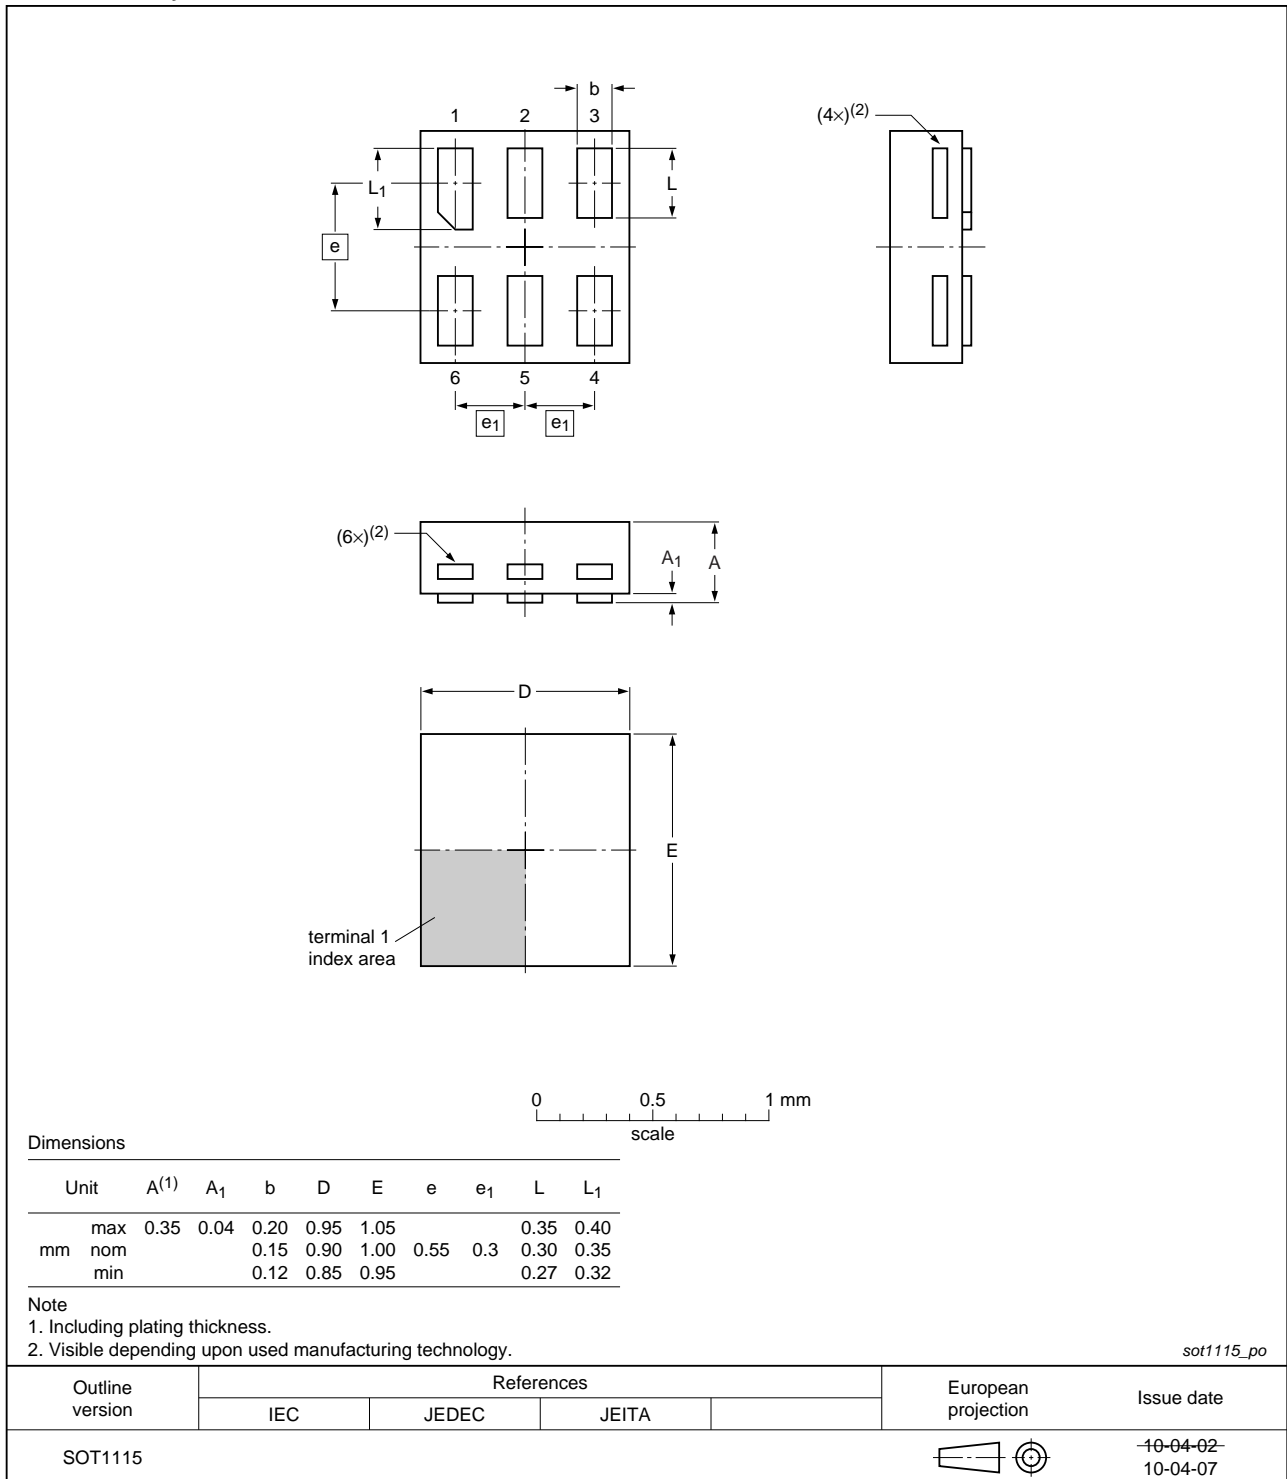 b
1 2 3
(4×)(2)
L1
L
e
6 5 4
e1 e1
(6×)(2)
A1 A
D
E
terminal 1
index area
0 0.5 1 mm
scale
Dimensions
Unit A(1) A1 b D E e e1 L L1
max 0.35 0.04 0.20 0.95 1.05 0.35 0.40
mm nom 0.15 0.90 1.00 0.55 0.3 0.30 0.35
min 0.12 0.85 0.95 0.27 0.32
Note
1. Including plating thickness.
2. Visible depending upon used manufacturing technology.
sot1115_po
Outline version References European projection Issue date
IEC JEDEC JEITA
SOT1115
10-04-02
10-04-07